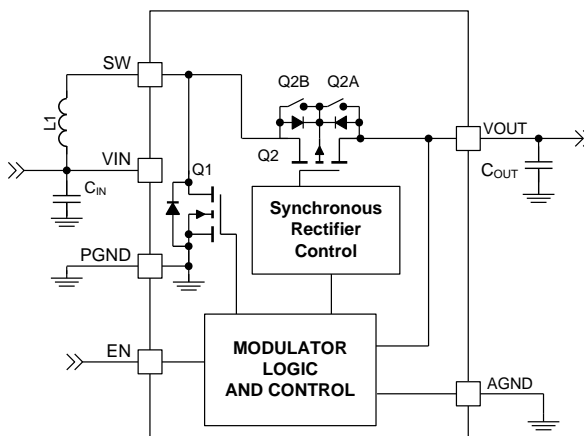 SW
Q2B Q2A
L1
VOUT
Q2
VIN
Q1
CIN
COUT
Synchronous
Rectifier
Control
PGND
EN
MODULATOR
LOGIC
AND CONTROL
AGND